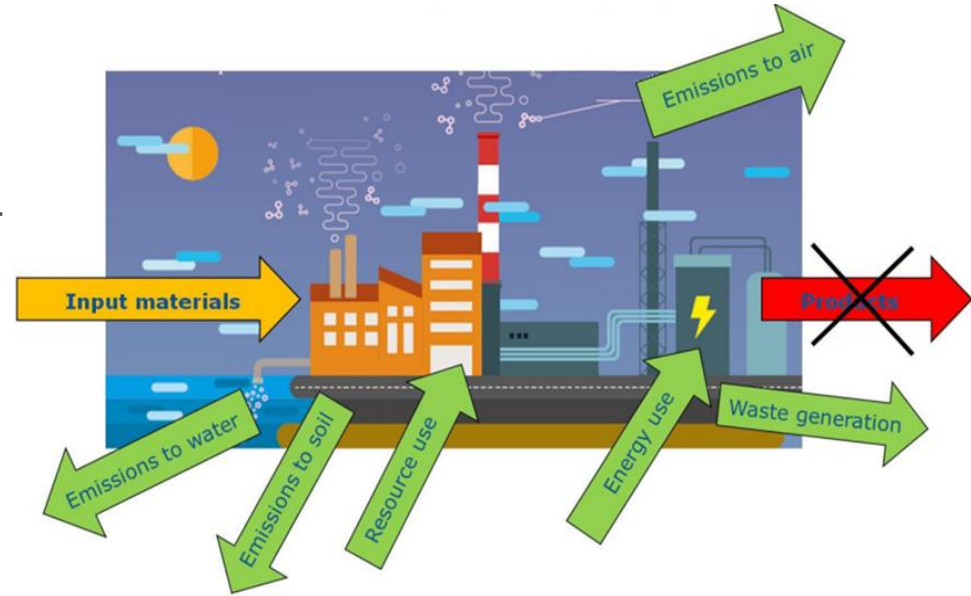 Emissions to air
Input materials
Products
Emissions to water
Emissions to soil
Resource use
Energy use
Waste generation